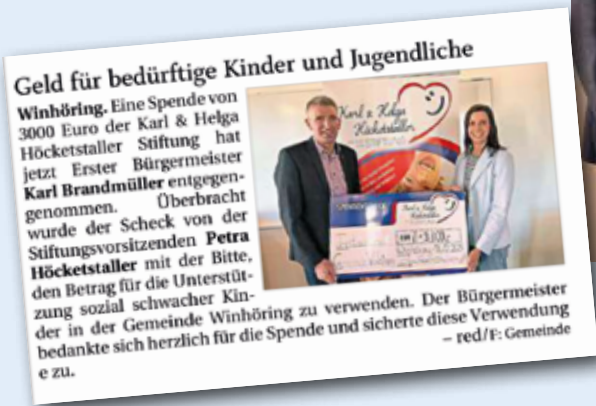 Geld für bedürftige Kinder und Jugendliche
Winhöring. Eine Spende von
3000 Euro der Karl & Helga
Höcketstaller Stiftung hat
jetzt Erster Bürgermeister
Karl Brandmüller entgegen-
genommen. Überbracht
wurde der Scheck von der
Stiftungsvorsitzenden Petra
Höcketstaller mit der Bitte,
den Betrag für die Unterstüt-
zung sozial schwacher Kin-
der in der Gemeinde Winhöring zu verwenden. Der Bürgermeister
bedankte sich herzlich für die Spende und sicherte diese Verwendung
e zu.
– red/F: Gemeinde
Karl & Helga
Höcketstaller
STIFTUNG